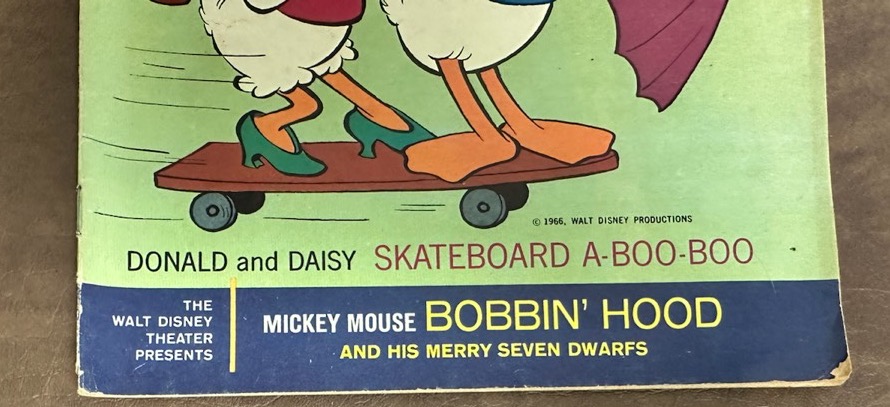 © 1966, WALT DISNEY PRODUCTIONS
DONALD and DAISY SKATEBOARD A-BOO-BOO
THE
WALT DISNEY
THEATER
PRESENTS
MICKEY MOUSE BOBBIN' HOOD
AND HIS MERRY SEVEN DWARFS